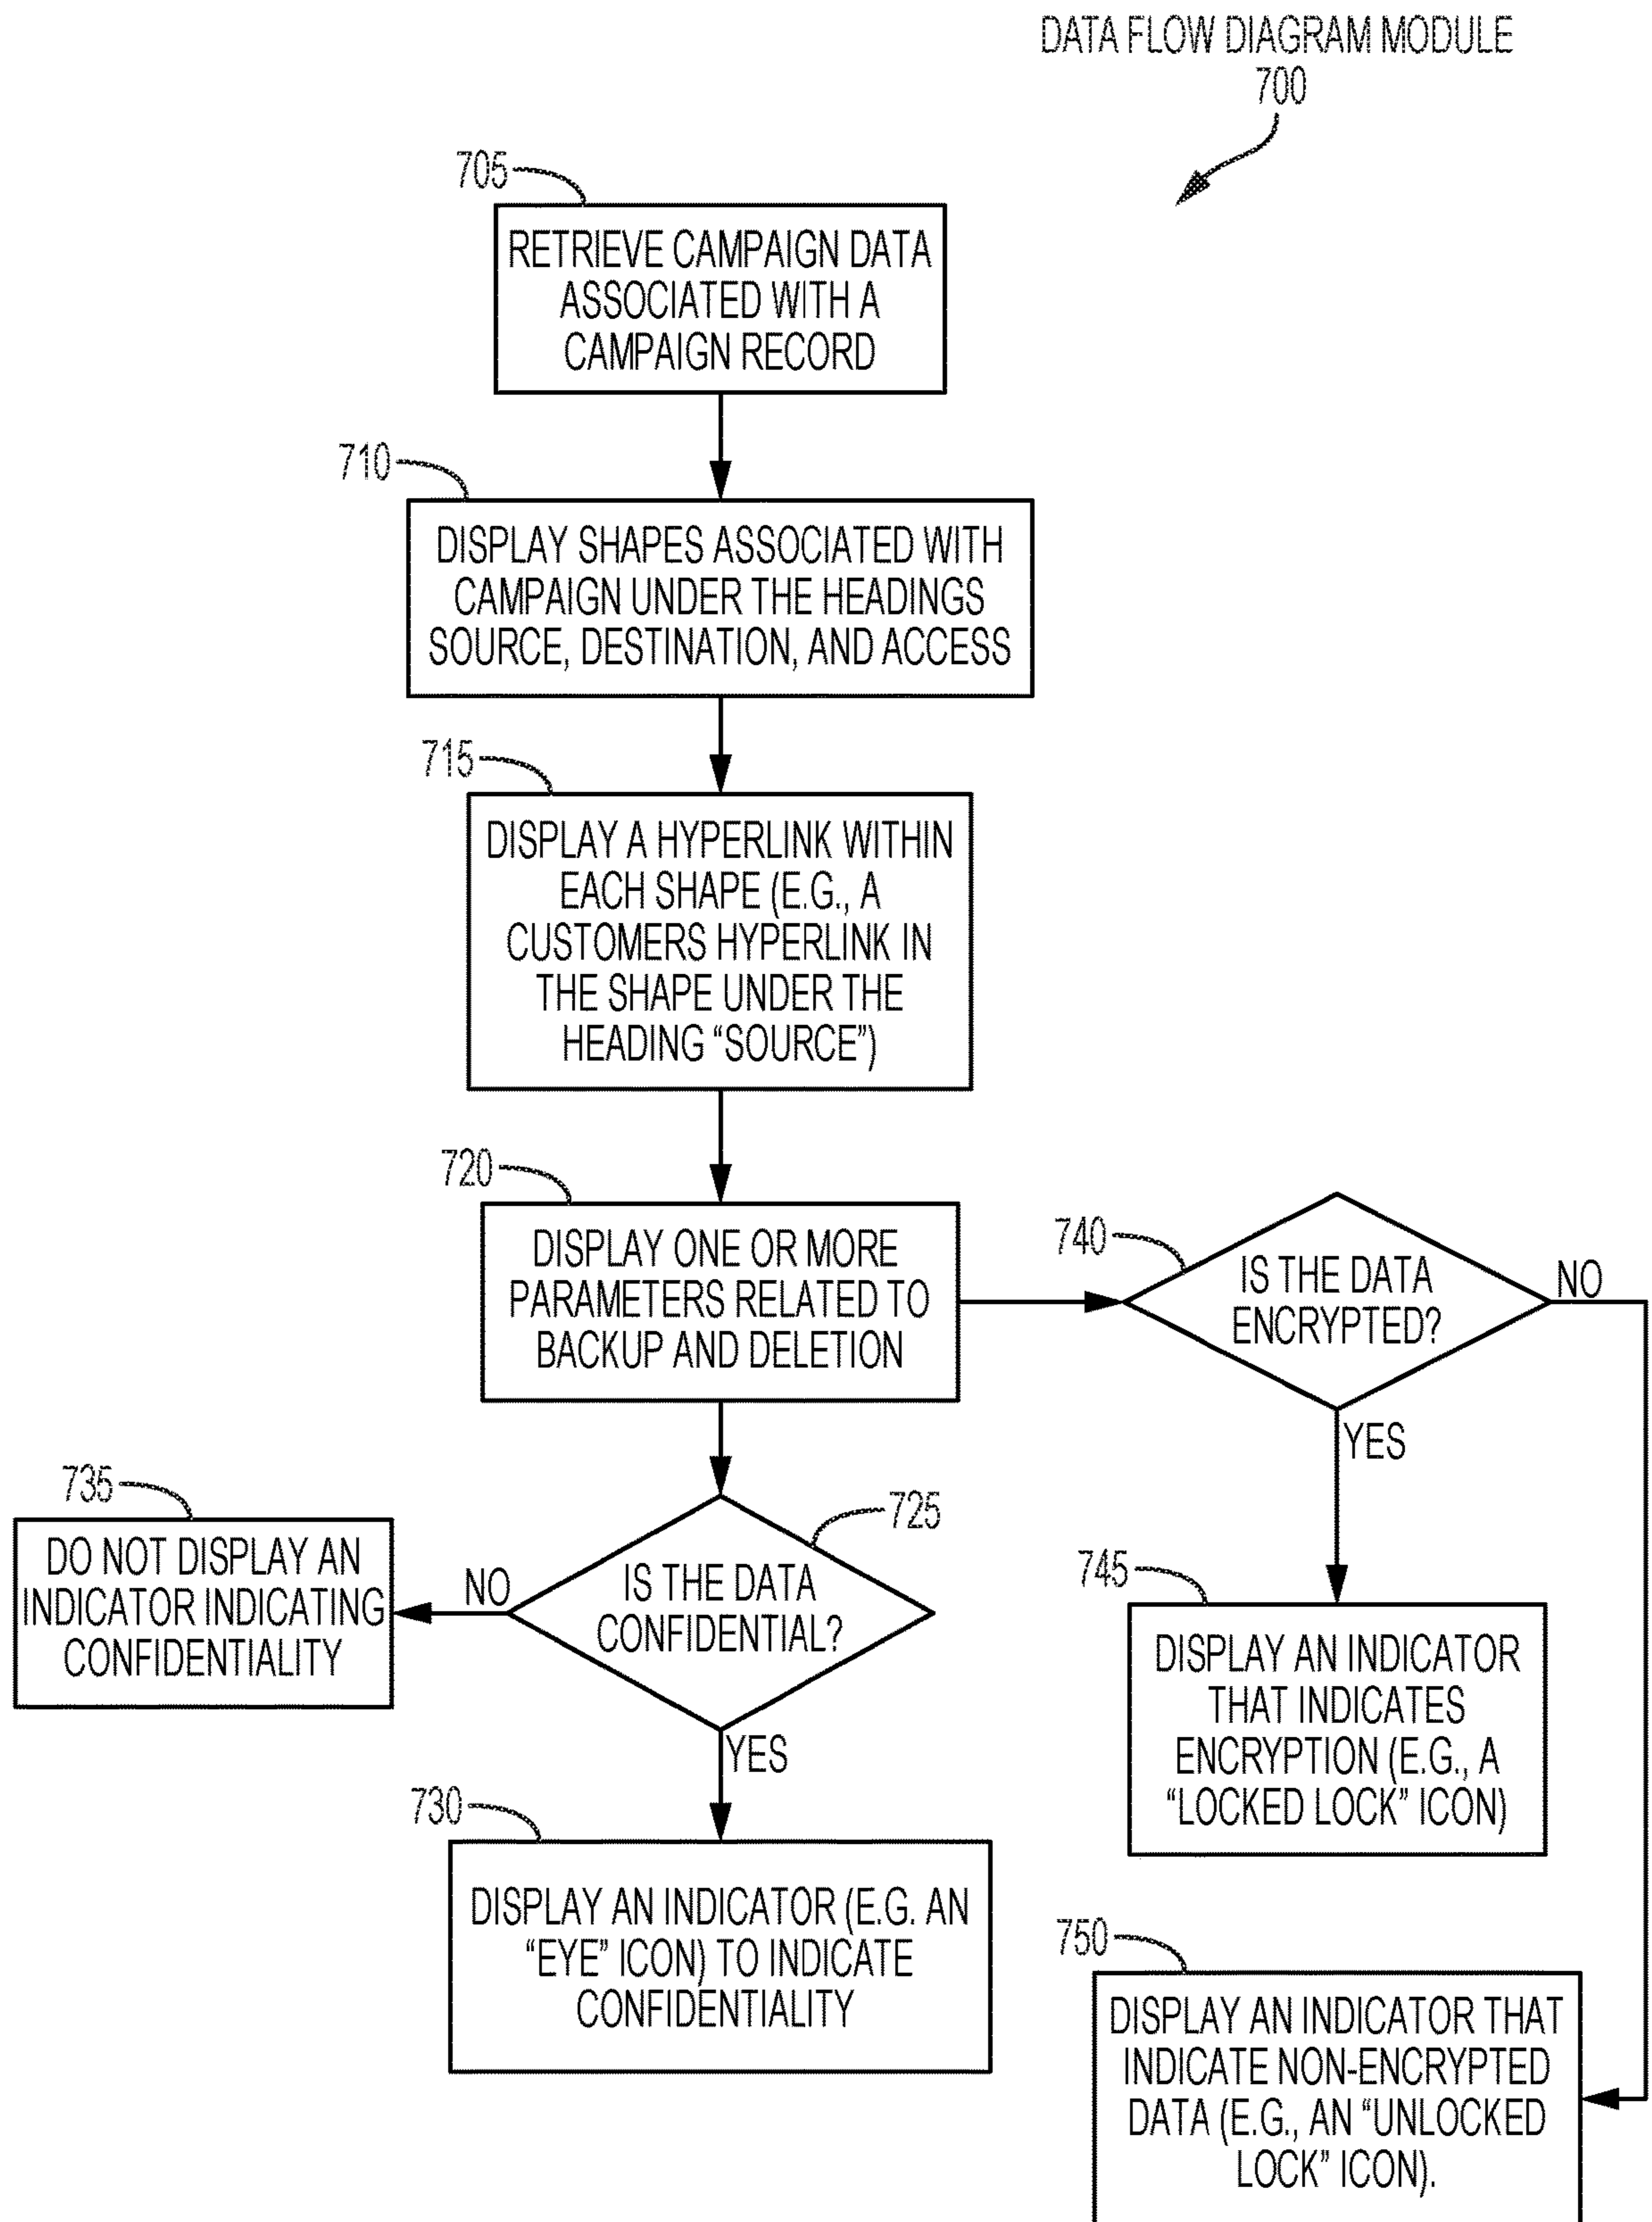 DATA FLOW DIAGRAM MODULE
700
705
RETRIEVE CAMPAIGN DATA
ASSOCIATED WITH A
CAMPAIGN RECORD
710
DISPLAY SHAPES ASSOCIATED WITH
CAMPAIGN UNDER THE HEADINGS
SOURCE, DESTINATION, AND ACCESS
715
DISPLAY A HYPERLINK WITHIN
EACH SHAPE (E.G., A
CUSTOMERS HYPERLINK IN
THE SHAPE UNDER THE
HEADING “SOURCE”)
720
DISPLAY ONE OR MORE
PARAMETERS RELATED TO
BACKUP AND DELETION
740
IS THE DATA
ENCRYPTED?
NO
YES
735
DO NOT DISPLAY AN
INDICATOR INDICATING
CONFIDENTIALITY
NO
725
IS THE DATA
CONFIDENTIAL?
YES
745
DISPLAY AN INDICATOR
THAT INDICATES
ENCRYPTION (E.G., A
“LOCKED LOCK” ICON)
730
DISPLAY AN INDICATOR (E.G. AN
“EYE” ICON) TO INDICATE
CONFIDENTIALITY
750
DISPLAY AN INDICATOR THAT
INDICATE NON-ENCRYPTED
DATA (E.G., AN “UNLOCKED
LOCK” ICON).